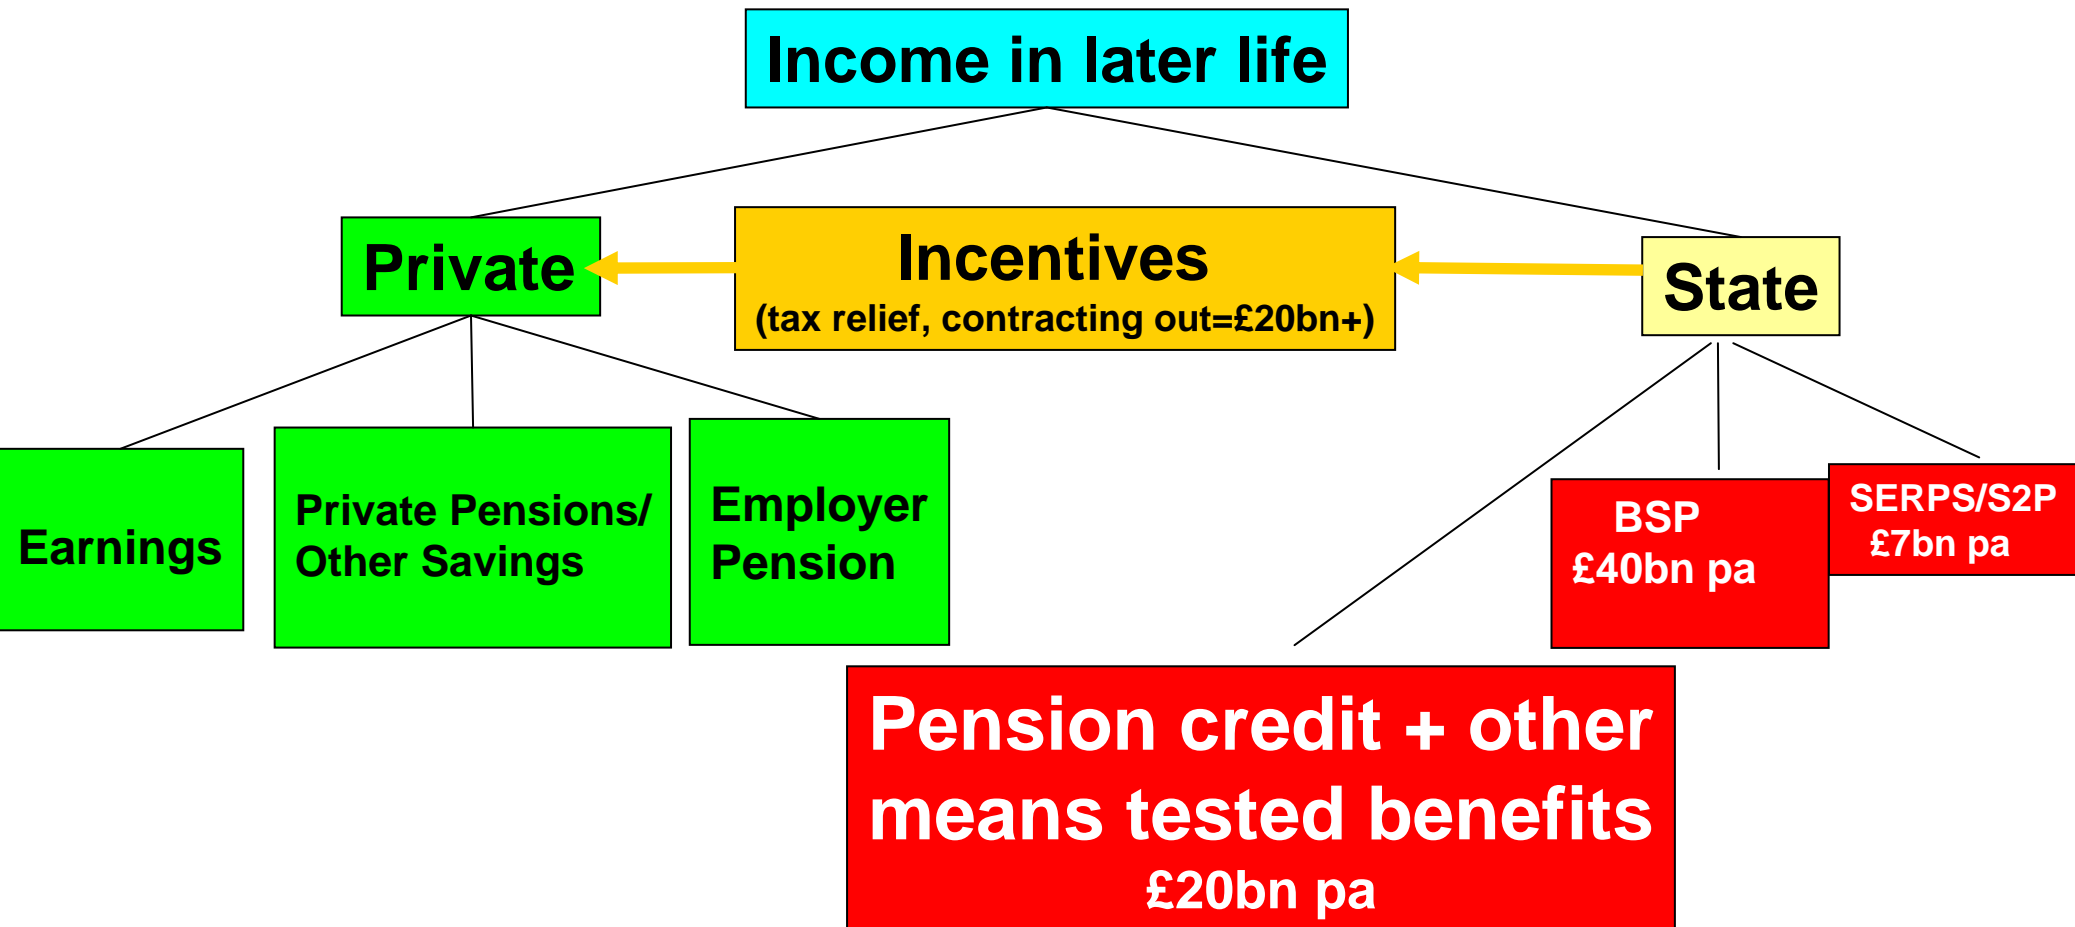 Income in later life
Private
Incentives
(tax relief, contracting out=£20bn+)
State
Earnings
Private Pensions/
Other Savings
Employer
Pension
BSP
£40bn pa
SERPS/S2P
£7bn pa
Pension credit + other
means tested benefits
£20bn pa